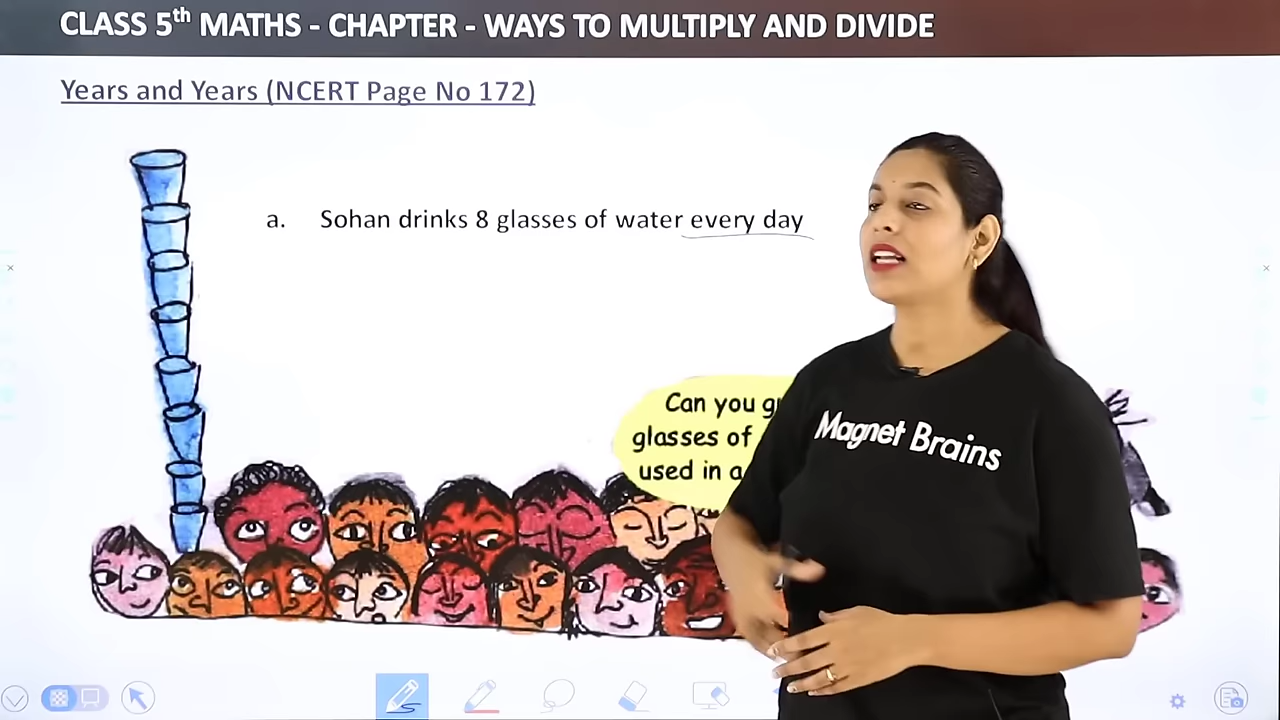 CLASS 5th MATHS - CHAPTER - WAYS TO MULTIPLY AND DIVIDE
Years and Years (NCERT Page No 172)
a. Sohan drinks 8 glasses of water every day
Can you
glasses of
used in a
Magnet Brains